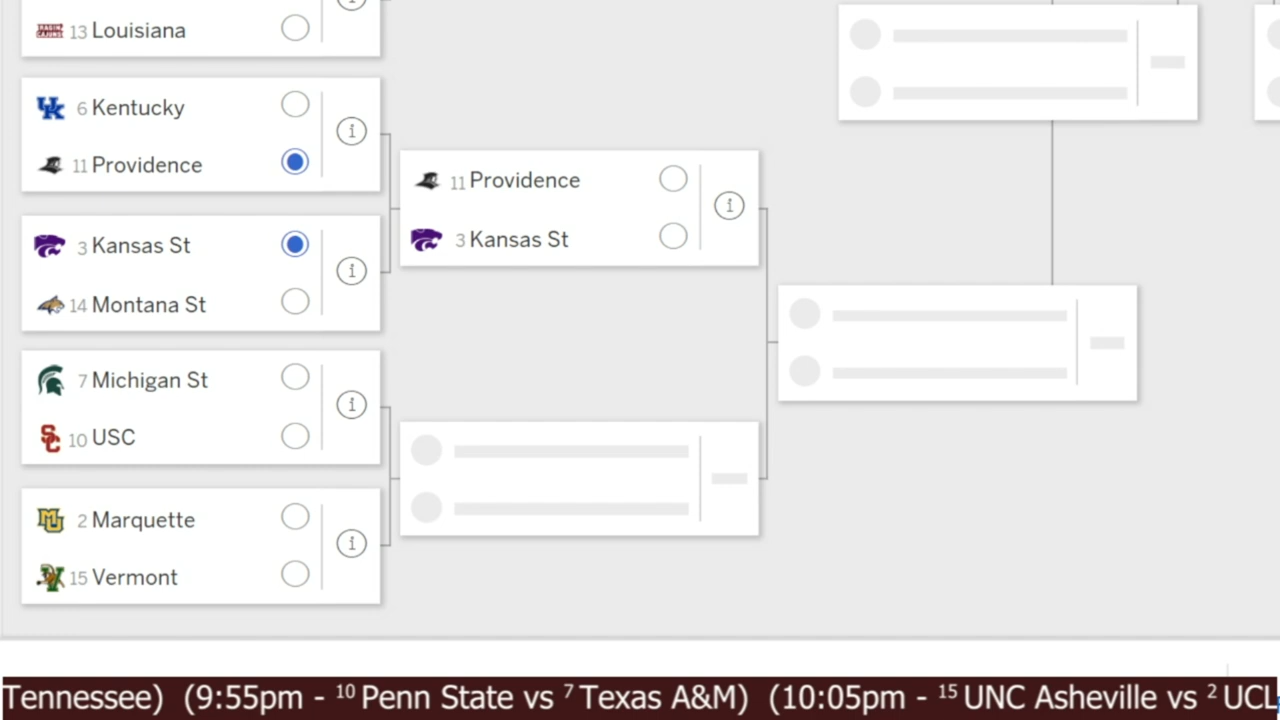 13 Louisiana
6 Kentucky
11 Providence
3 Kansas St
14 Montana St
7 Michigan St
10 USC
2 Marquette
15 Vermont
11 Providence
3 Kansas St
Tennessee) (9:55pm - 10 Penn State vs 7 Texas A&M) (10:05pm - 15 UNC Asheville vs 2 UCL